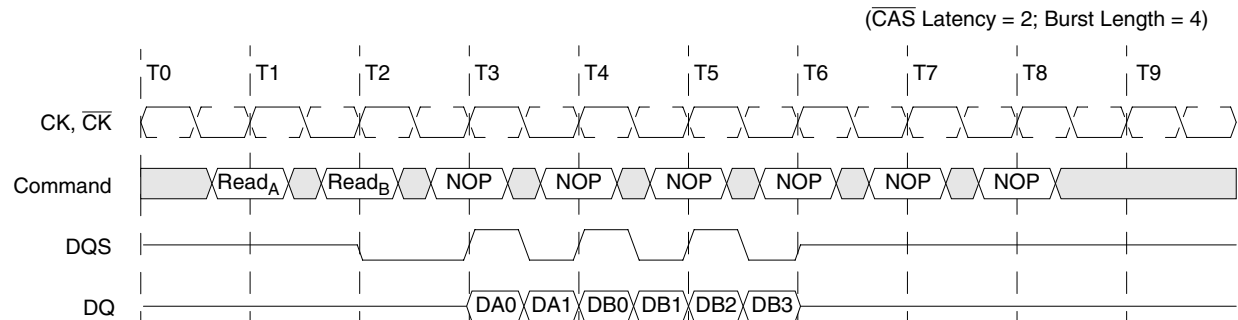 (CAS Latency = 2; Burst Length = 4)
T0 T1 T2 T3 T4 T5 T6 T7 T8 T9
CK, CK
Command ReadA ReadB NOP NOP NOP NOP NOP NOP
DQS
DQ DA0 DA1 DB0 DB1 DB2 DB3